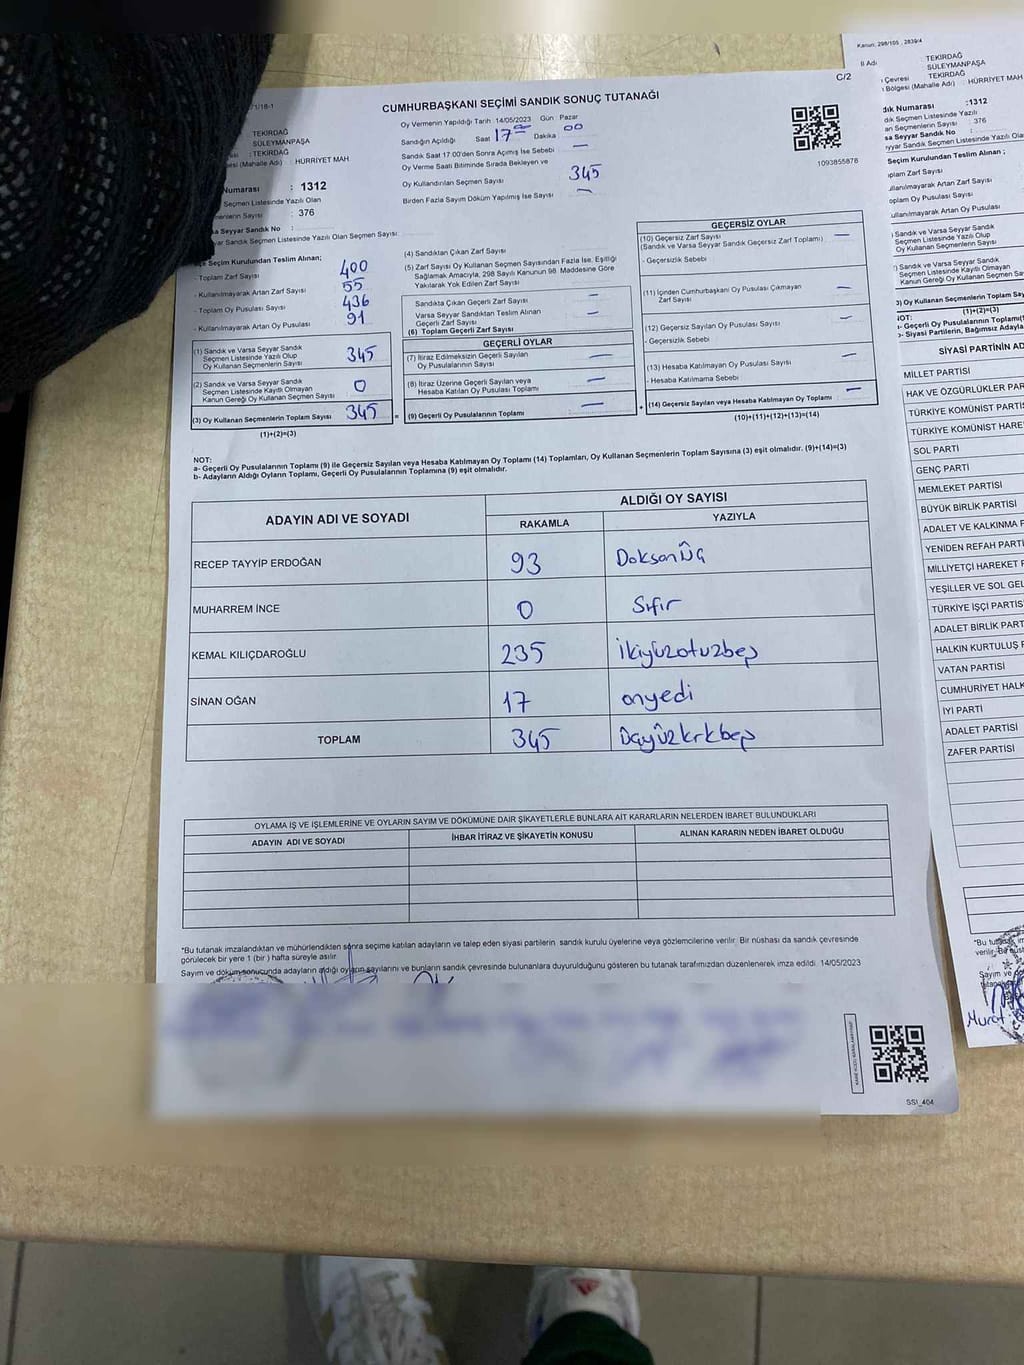 C/2
71/18-1
CUMHURBAŞKANI SEÇİMİ SANDIK SONUÇ TUTANAĞI
TEKİRDAĞ
SÜLEYMANPAŞA
: TEKİRDAĞ
(Mahalle Adı) : HÜRRİYET MAH
Numarası : 1312
Seçmen Listesinde Yazılı Olan
Seçmenlerin Sayısı : 376
Seyyar Sandık No :
Seyyar Sandık Seçmen Listesinde Yazılı Olan Seçmen Sayısı
Oy Vermenin Yapıldığı Tarih :14/05/2023 Gün Pazar
Sandığın Açıldığı Saat 17 00 Dakika 00
Sandık Saat 17.00'den Sonra Açılmış İse Sebebi —
Oy Verme Saati Bitiminde Sırada Bekleyen ve
Oy Kullandırılan Seçmen Sayısı 345
Birden Fazla Sayım Döküm Yapılmış İse Sayısı —
1093855878
Seçim Kurulundan Teslim Alınan;
- Toplam Zarf Sayısı 400
- Kullanılmayarak Artan Zarf Sayısı 55
- Toplam Oy Pusulası Sayısı 436
- Kullanılmayarak Artan Oy Pusulası 91
(1) Sandık ve Varsa Seyyar Sandık
Seçmen Listesinde Yazılı Olup
Oy Kullanan Seçmenlerin Sayısı 345
(2) Sandık ve Varsa Seyyar Sandık
Seçmen Listesinde Kayıtlı Olmayan
Kanun Gereği Oy Kullanan Seçmen Sayısı 0
(3) Oy Kullanan Seçmenlerin Toplam Sayısı 345 =
(1)+(2)=(3)
(4) Sandıktan Çıkan Zarf Sayısı
(5) Zarf Sayısı Oy Kullanan Seçmen Sayısından Fazla İse, Eşitliği
Sağlamak Amacıyla, 298 Sayılı Kanunun 98. Maddesine Göre
Yakılarak Yok Edilen Zarf Sayısı
Sandıkta Çıkan Geçerli Zarf Sayısı —
Varsa Seyyar Sandıktan Teslim Alınan
Geçerli Zarf Sayısı —
(6) Toplam Geçerli Zarf Sayısı
GEÇERLİ OYLAR
(7) İtiraz Edilmeksizin Geçerli Sayılan
Oy Pusulalarının Sayısı —
(8) İtiraz Üzerine Geçerli Sayılan veya
Hesaba Katılan Oy Pusulası Toplamı —
(9) Geçerli Oy Pusulalarının Toplamı — +
GEÇERSİZ OYLAR
(10) Geçersiz Zarf Sayısı —
(Sandık ve Varsa Seyyar Sandık Geçersiz Zarf Toplamı)
- Geçersizlik Sebebi
(11) İçinden Cumhurbaşkanı Oy Pusulası Çıkmayan
Zarf Sayısı —
(12) Geçersiz Sayılan Oy Pusulası Sayısı —
- Geçersizlik Sebebi
(13) Hesaba Katılmayan Oy Pusulası Sayısı —
- Hesaba Katılmama Sebebi
(14) Geçersiz Sayılan veya Hesaba Katılmayan Oy Toplamı —
(10)+(11)+(12)+(13)=(14)
NOT:
a- Geçerli Oy Pusulalarının Toplamı (9) ile Geçersiz Sayılan veya Hesaba Katılmayan Oy Toplamı (14) Toplamları, Oy Kullanan Seçmenlerin Toplam Sayısına (3) eşit olmalıdır. (9)+(14)=(3)
b- Adayların Aldığı Oyların Toplamı, Geçerli Oy Pusulalarının Toplamına (9) eşit olmalıdır.
ADAYIN ADI VE SOYADI
ALDIĞI OY SAYISI
RAKAMLA YAZIYLA
RECEP TAYYİP ERDOĞAN 93 DoksanÜç
MUHARREM İNCE 0 Sıfır
KEMAL KILIÇDAROĞLU 235 ikiyüzotuzbeş
SİNAN OĞAN 17 onyedi
TOPLAM 345
OYLAMA İŞ VE İŞLEMLERİNE VE OYLARIN SAYIM VE DÖKÜMÜNE DAİR ŞİKAYETLERLE BUNLARA AİT KARARLARIN NELERDEN İBARET BULUNDUKLARI
ADAYIN ADI VE SOYADI
İHBAR İTİRAZ VE ŞİKAYETİN KONUSU
ALINAN KARARIN NEDEN İBARET OLDUĞU
*Bu tutanak imzalandıktan ve mühürlendikten sonra seçime katılan adayların ve talep eden siyasi partilerin sandık kurulu üyelerine veya gözlemcilerine verilir. Bir nüshası da sandık çevresinde
görülecek bir yere 1 (bir ) hafta süreyle asılır.
Sayım ve döküm sonucunda adayların aldığı oyların sayılarını ve bunların sandık çevresinde bulunanlara duyurulduğunu gösteren bu tutanak tarafımızdan düzenlenerek imza edildi. 14/05/2023
SSI_404
Kanun: 298/105 , 2839/4
İl Adı TEKİRDAĞ
SÜLEYMANPAŞA
Çevresi TEKİRDAĞ
Bölgesi (Mahalle Adı) : HÜRRİYET MAH
Numarası :1312
Seçmen Listesinde Yazılı Olan
Seçmenlerin Sayısı : 376
Seyyar Sandık No :
Seyyar Sandık Seçmen Listesinde Yazılı
Seçim Kurulundan Teslim Alınan ;
Toplam Zarf Sayısı
Kullanılmayarak Artan Zarf Sayısı
Toplam Oy Pusulası Sayısı
Kullanılmayarak Artan Oy Pusulası
Sandık ve Varsa Seyyar Sandık
Seçmen Listesinde Yazılı Olup
Oy Kullanan Seçmenlerin Sayısı
Sandık ve Varsa Seyyar Sandık
Seçmen Listesinde Kayıtlı Olmayan
Kanun Gereği Oy Kullanan Seçmen
3) Oy Kullanan Seçmenlerin Toplam
(1)+(2)=(3)
NOT:
a- Geçerli Oy Pusulalarının
b- Siyasi Partilerin, Bağımsız
SİYASİ PARTİNİN
MİLLET PARTİSİ
HAK VE ÖZGÜRLÜKLER
TÜRKİYE KOMÜNİST
TÜRKİYE KOMÜNİST
SOL PARTİ
GENÇ PARTİ
MEMLEKET PARTİSİ
BÜYÜK BİRLİK PARTİSİ
ADALET VE KALKINMA
YENİDEN REFAH
MİLLİYETÇİ HAREKET
YEŞİLLER VE SOL
TÜRKİYE İŞÇİ
ADALET BİRLİK
HALKIN KURTULUŞ
VATAN PARTİSİ
CUMHURİYET
İYİ PARTİ
ADALET PARTİSİ
ZAFER PARTİSİ
*Bu
verilir.
Sayım ve
Murat